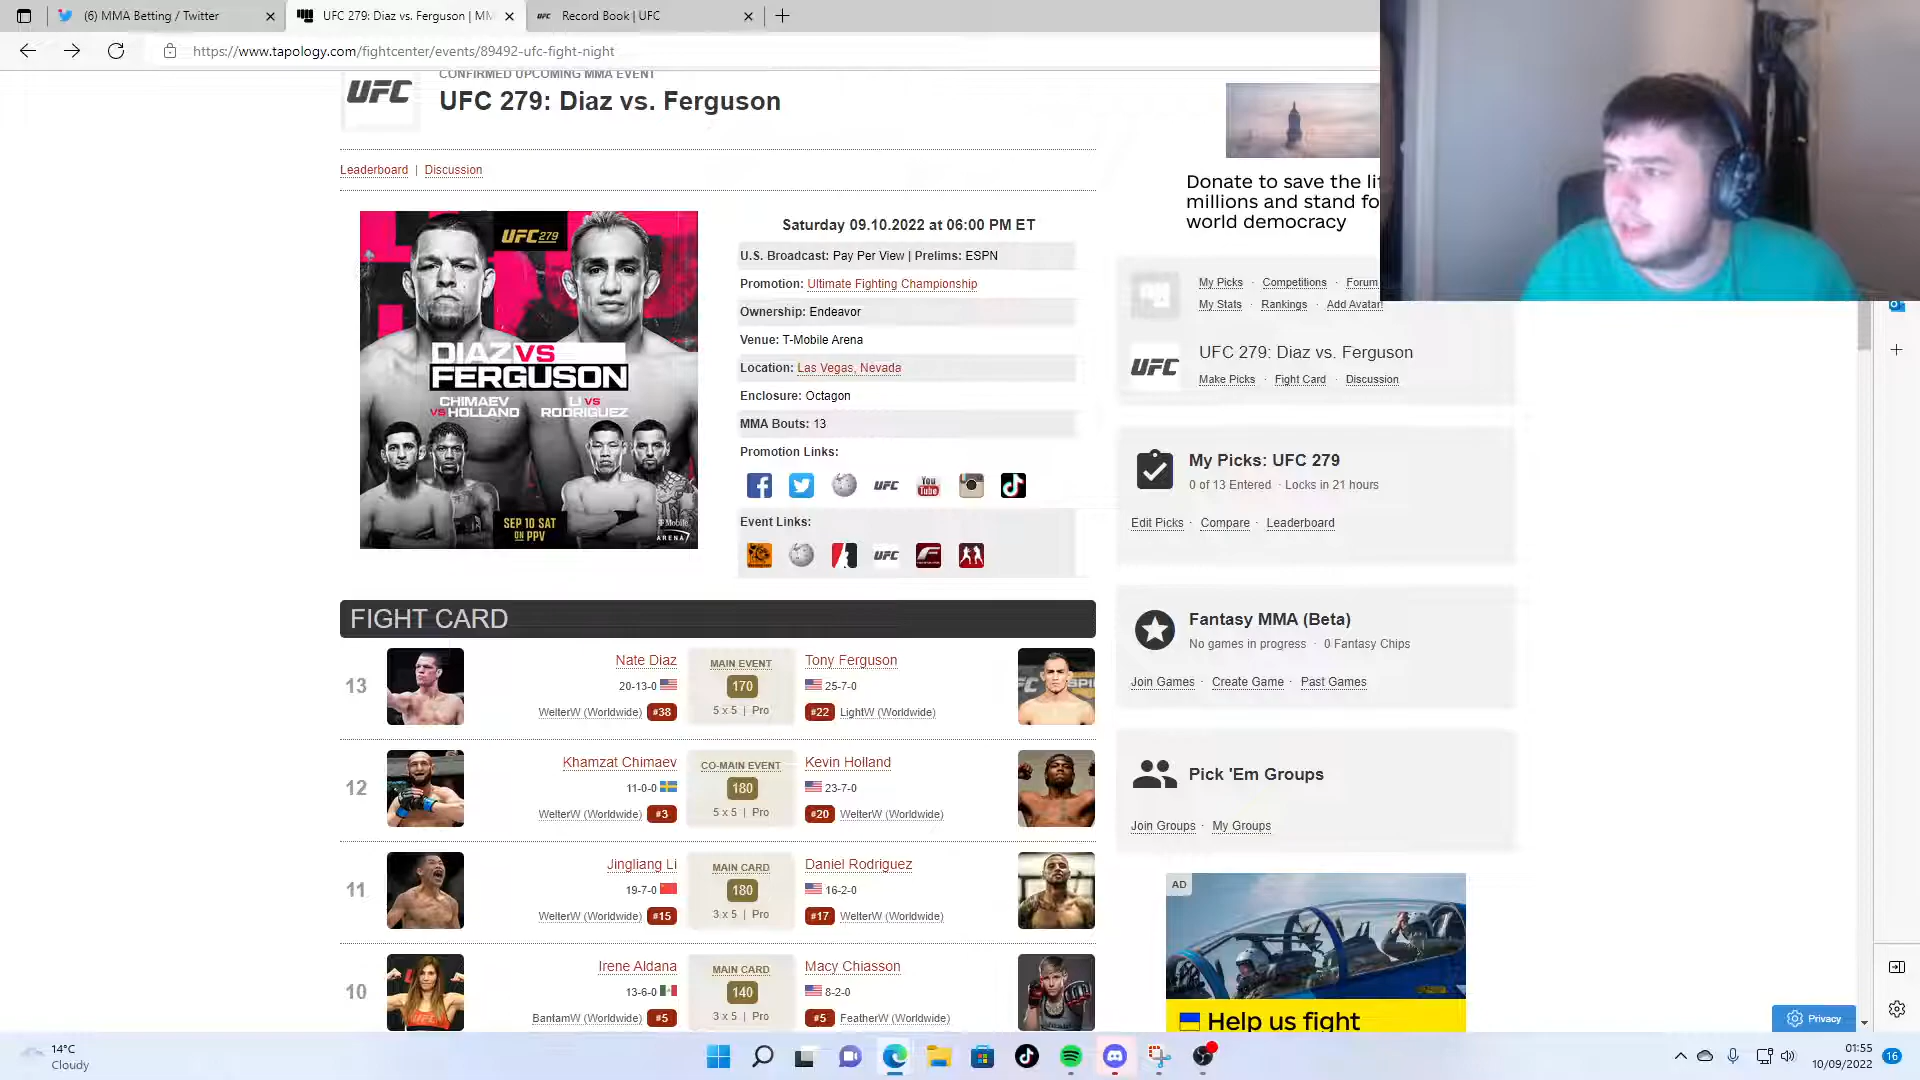 (6) MMA Betting / Twitter
UFC 279: Diaz vs. Ferguson | MM
UFC
Record Book | UFC
https://www.tapology.com/fightcenter/events/89492-ufc-fight-night
UFC
CONFIRMED UPCOMING MMA EVENT
UFC 279: Diaz vs. Ferguson
Leaderboard | Discussion
UFC 279
DIAZ VS
FERGUSON
CHIMAEV
VS HOLLAND
LI VS
RODRIGUEZ
SEP 10 SAT
ON PPV
T-Mobile
ARENA
Saturday 09.10.2022 at 06:00 PM ET
U.S. Broadcast: Pay Per View | Prelims: ESPN
Promotion: Ultimate Fighting Championship
Ownership: Endeavor
Venue: T-Mobile Arena
Location: Las Vegas, Nevada
Enclosure: Octagon
MMA Bouts: 13
Promotion Links:
UFC
You
Tube
Event Links:
UFC
FIGHT CARD
13
Nate Diaz
20-13-0
WelterW (Worldwide) #38
MAIN EVENT
170
5 x 5 | Pro
Tony Ferguson
25-7-0
#22 LightW (Worldwide)
12
Khamzat Chimaev
11-0-0
WelterW (Worldwide) #3
CO-MAIN EVENT
180
5 x 5 | Pro
Kevin Holland
23-7-0
#20 WelterW (Worldwide)
11
Jingliang Li
19-7-0
WelterW (Worldwide) #15
MAIN CARD
180
3 x 5 | Pro
Daniel Rodriguez
16-2-0
#17 WelterW (Worldwide)
10
Irene Aldana
13-6-0
BantamW (Worldwide) #5
MAIN CARD
140
3 x 5 | Pro
Macy Chiasson
8-2-0
#5 FeatherW (Worldwide)
Donate to save the li
millions and stand fo
world democracy
My Picks · Competitions · Forum
My Stats · Rankings · Add Avatar!
UFC
UFC 279: Diaz vs. Ferguson
Make Picks · Fight Card · Discussion
My Picks: UFC 279
0 of 13 Entered · Locks in 21 hours
Edit Picks · Compare · Leaderboard
Fantasy MMA (Beta)
No games in progress · 0 Fantasy Chips
Join Games · Create Game · Past Games
Pick 'Em Groups
Join Groups · My Groups
AD
Help us fight
Privacy
14°C
Cloudy
01:55
10/09/2022
16